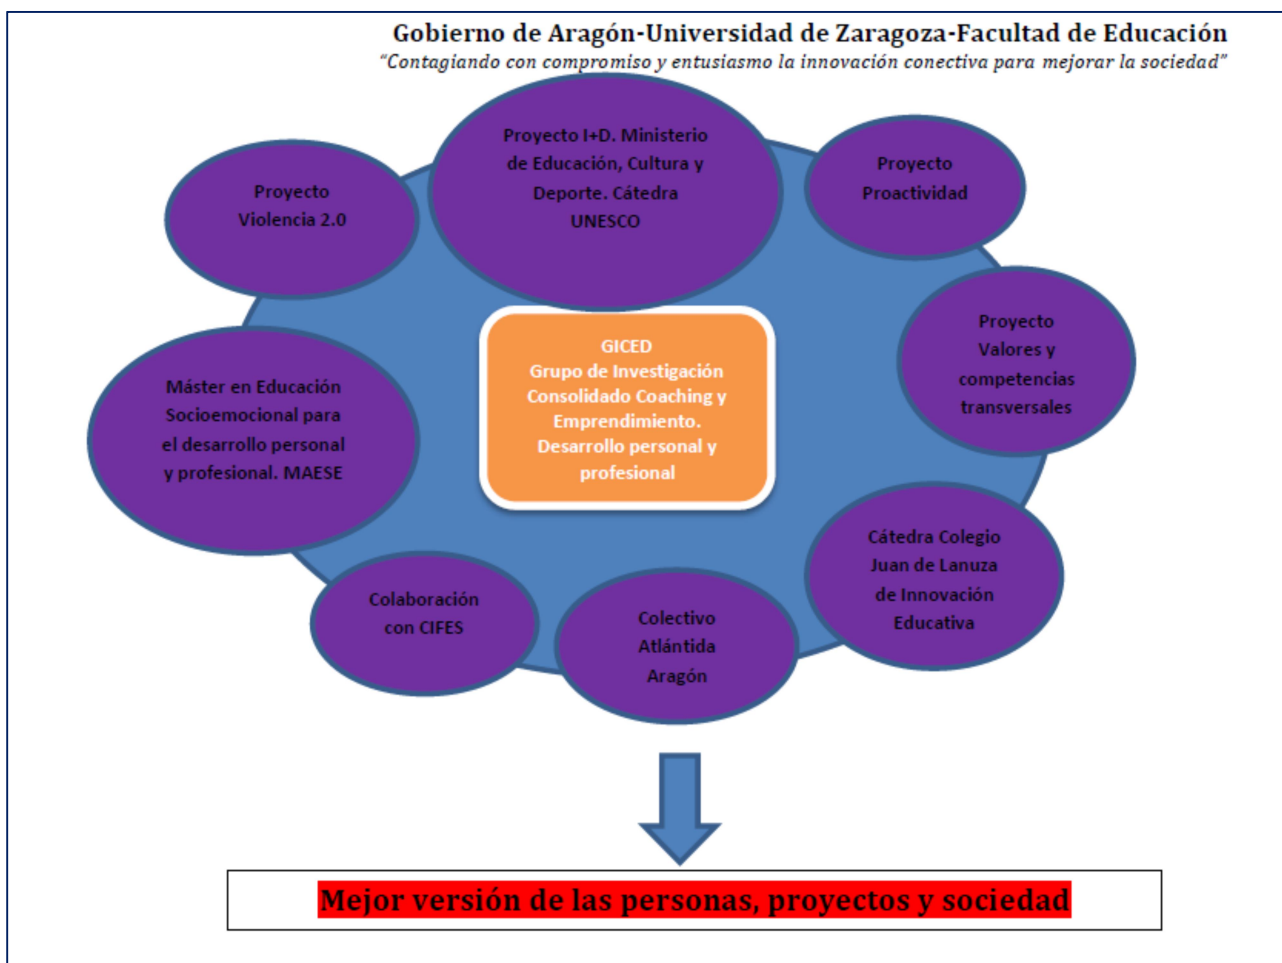 Gobierno de Aragón-Universidad de Zaragoza-Facultad de Educación
“Contagiando con compromiso y entusiasmo la innovación conectiva para mejorar la sociedad”
Proyecto I+D. Ministerio
de Educación, Cultura y
Deporte. Cátedra
UNESCO
Proyecto
Proactividad
Proyecto
Violencia 2.0
Proyecto
Valores y
competencias
transversales
GICED
Grupo de Investigación
Consolidado Coaching y
Emprendimiento.
Desarrollo personal y
profesional
Máster en Educación
Socioemocional para
el desarrollo personal
y profesional. MAESE
Cátedra Colegio
Juan de Lanuza
de Innovación
Educativa
Colaboración
con CIFES
Colectivo
Atlántida
Aragón
Mejor versión de las personas, proyectos y sociedad